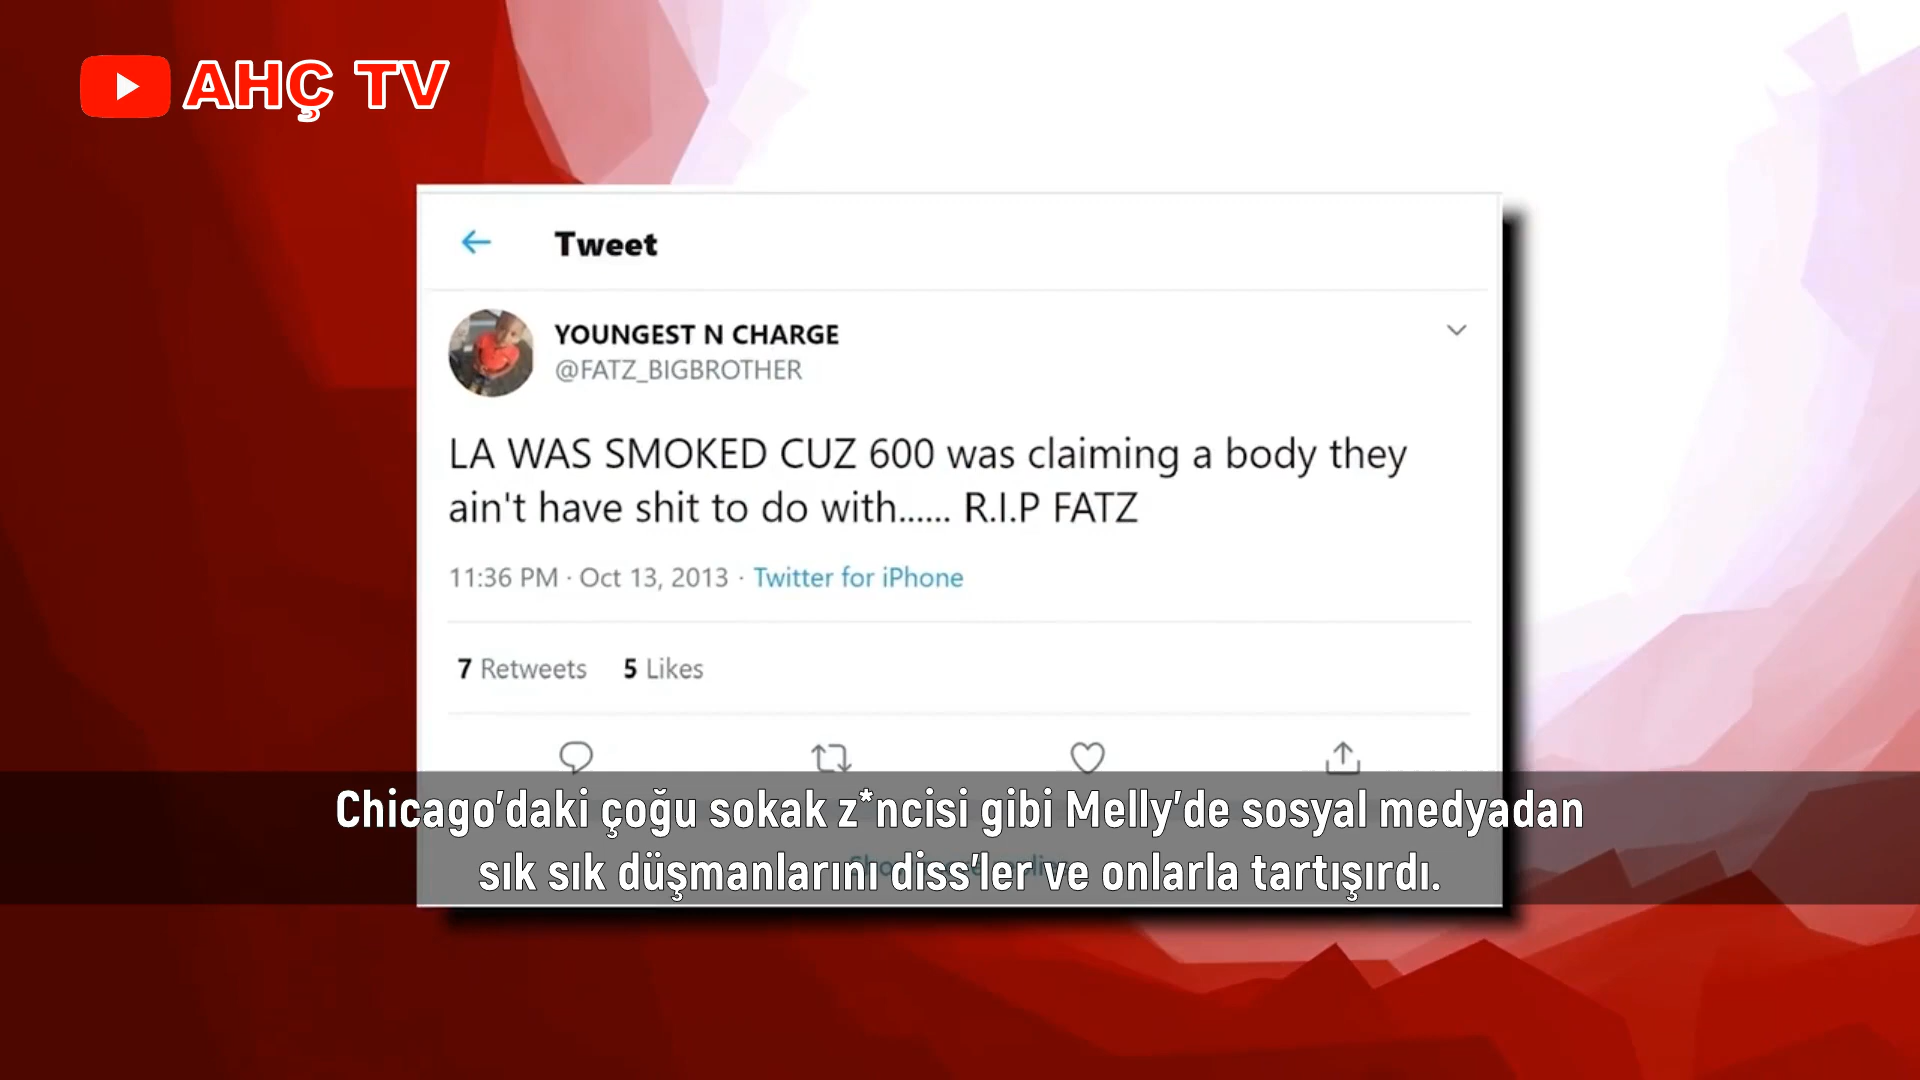 AHÇ TV
Tweet
YOUNGEST N CHARGE
@FATZ_BIGBROTHER
LA WAS SMOKED CUZ 600 was claiming a body they
ain't have shit to do with...... R.I.P FATZ
11:36 PM · Oct 13, 2013 · Twitter for iPhone
7 Retweets 5 Likes
Chicago'daki çoğu sokak z*ncisi gibi Melly'de sosyal medyadan
sık sık düşmanlarını diss'ler ve onlarla tartışırdı.